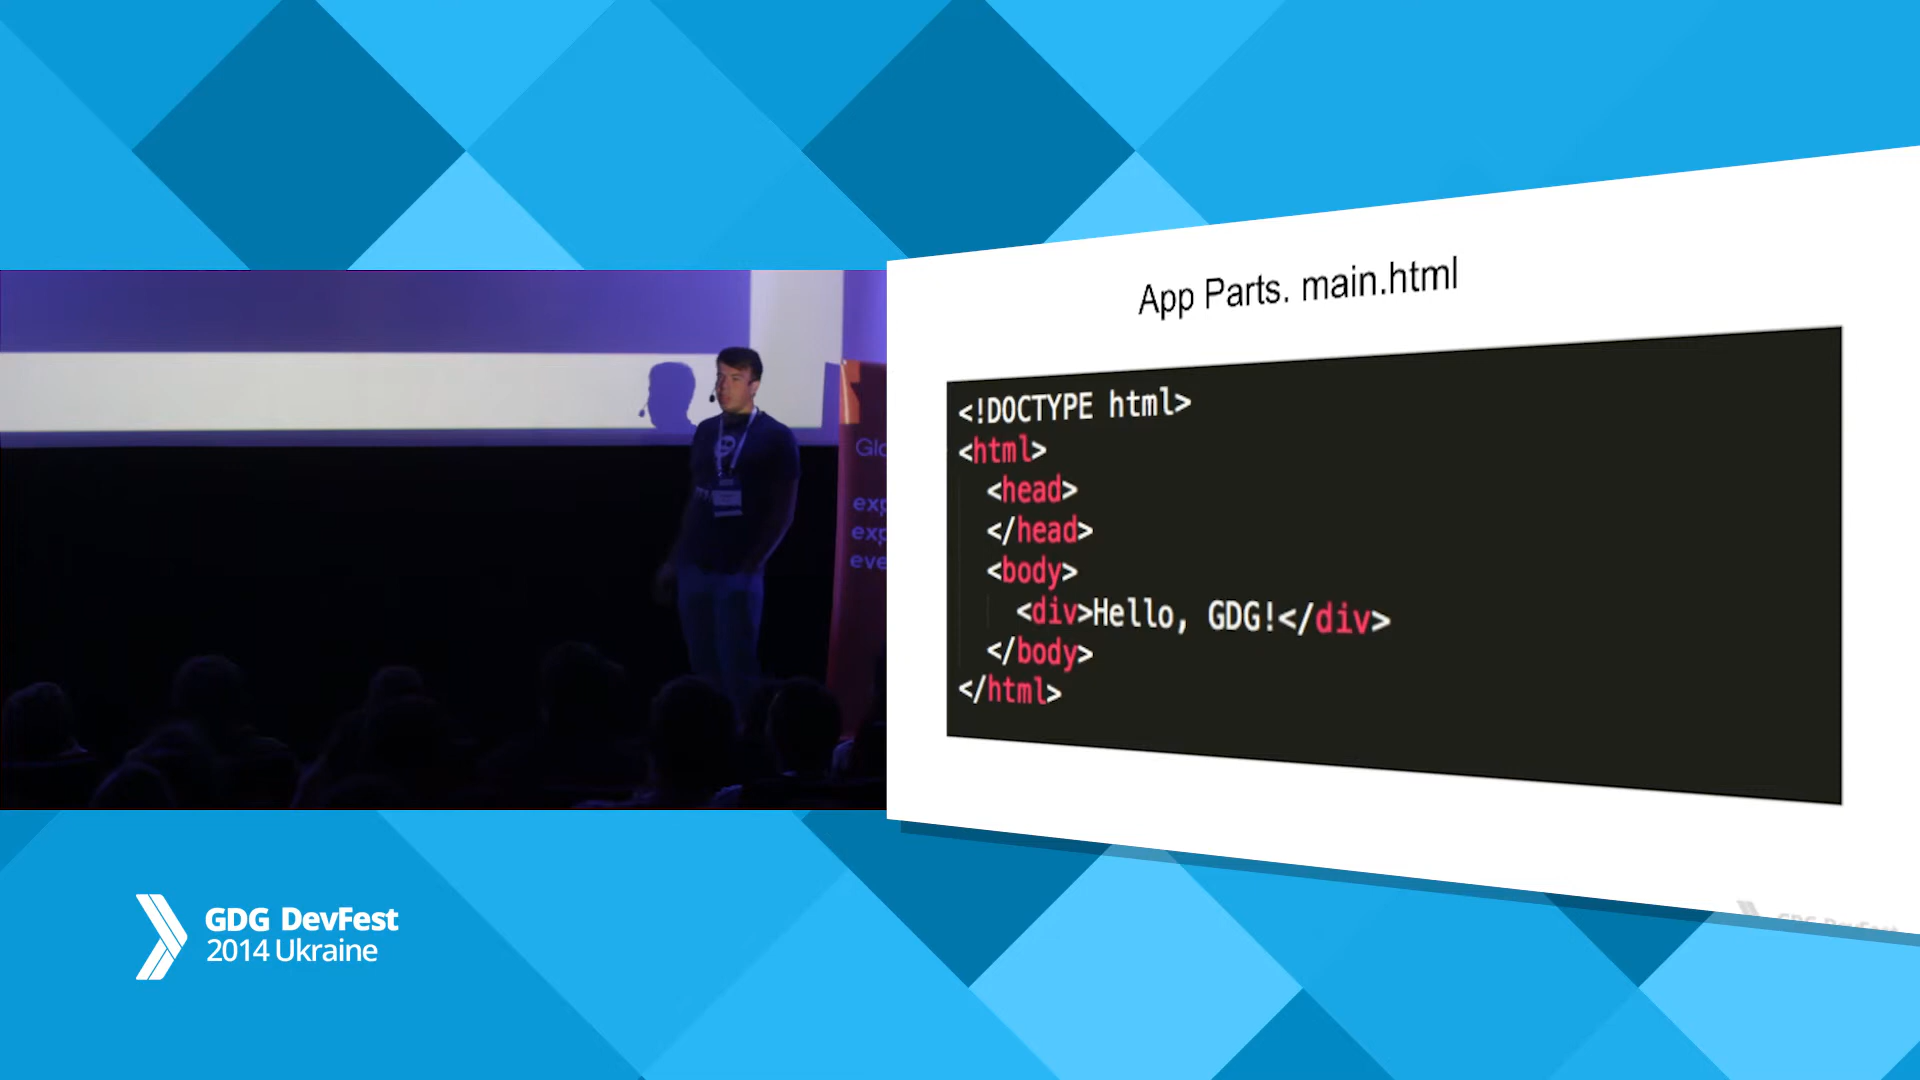 App Parts. main.html
<!DOCTYPE html>
<html>
<head>
</head>
<body>
<div>Hello, GDG!</div>
</body>
</html>
GDG DevFest
2014 Ukraine